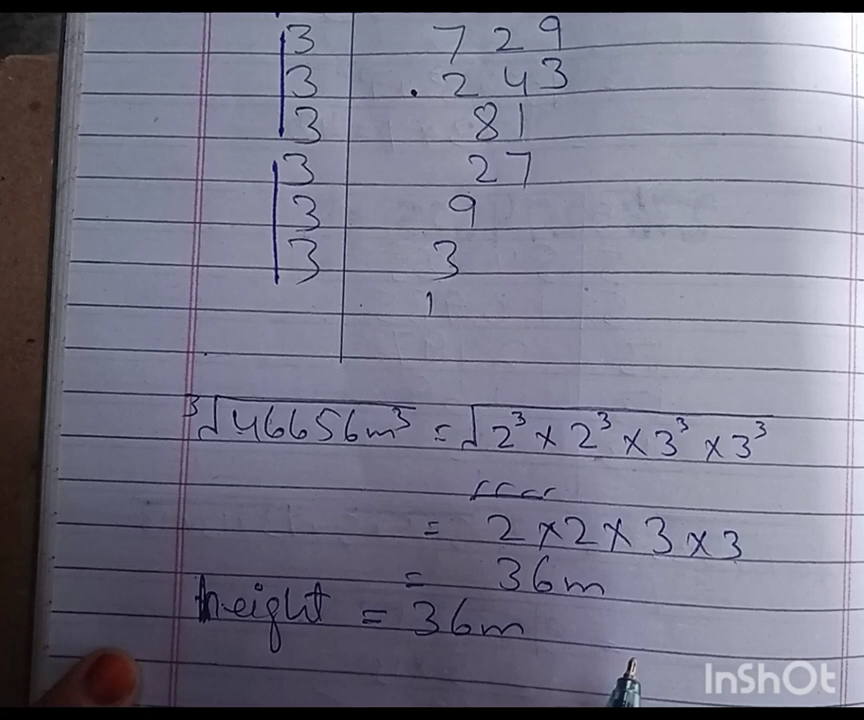 3 729
3 .243
3 81
3 27
3 9
3 3
1
³√46656m³ = √2³ × 2³ × 3³ × 3³
= 2 × 2 × 3 × 3
= 36m
height = 36m
InShOt